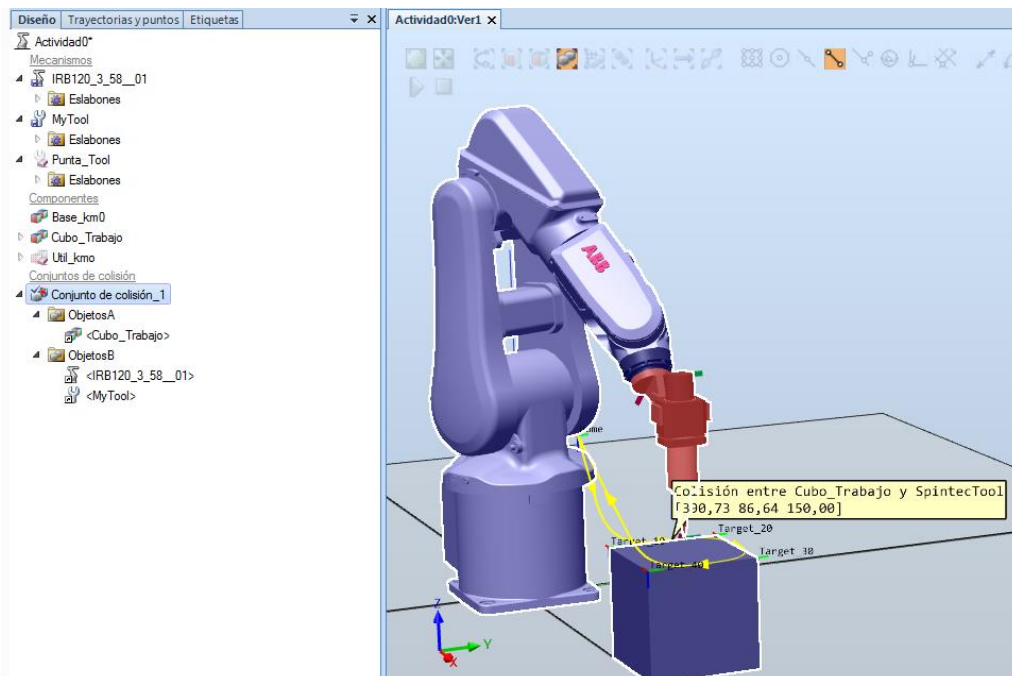 Diseño Trayectorias y puntos Etiquetas
Actividad0:Ver1
Actividad0*
Mecanismos
IRB120_3_58__01
Eslabones
MyTool
Eslabones
Punta_Tool
Eslabones
Componentes
Base_km0
Cubo_Trabajo
Util_kmo
Conjuntos de colisión
Conjunto de colisión_1
ObjetosA
<Cubo_Trabajo>
ObjetosB
<IRB120_3_58__01>
<MyTool>
ABB
Colisión entre Cubo_Trabajo y SpintecTool
[390,73 86,64 150,00]
Target_20
Target_10
Target_30
Target_40
Z
Y
X